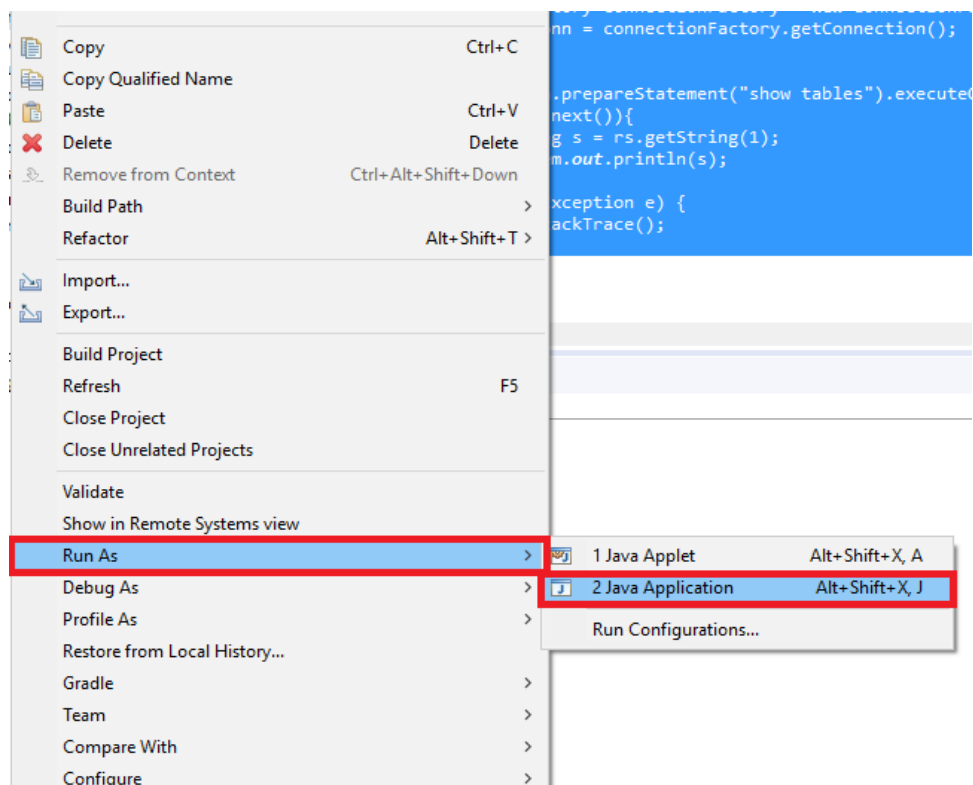 nn = connectionFactory.getConnection();
Copy Ctrl+C
Copy Qualified Name
Paste Ctrl+V
Delete Delete
Remove from Context Ctrl+Alt+Shift+Down
Build Path
Refactor Alt+Shift+T
Import...
Export...
Build Project
Refresh F5
Close Project
Close Unrelated Projects
Validate
Show in Remote Systems view
Run As
Debug As
Profile As
Restore from Local History...
Gradle
Team
Compare With
Configure
.prepareStatement("show tables").execute
next()){
g s = rs.getString(1);
m.out.println(s);
xception e) {
ackTrace();
1 Java Applet Alt+Shift+X, A
2 Java Application Alt+Shift+X, J
Run Configurations...